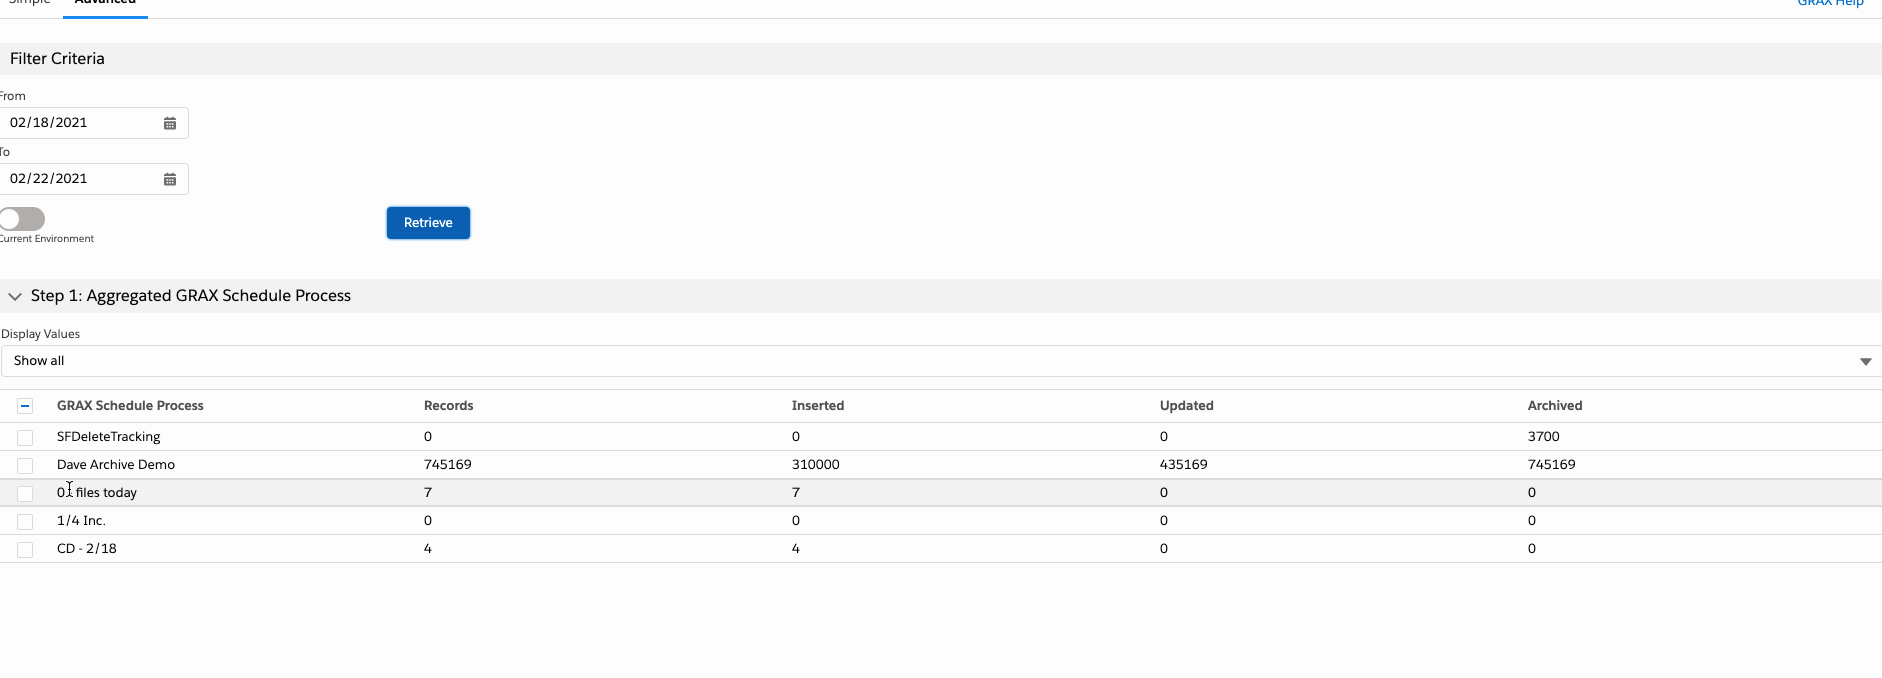 Simple Advanced GRAX Help
Filter Criteria
From
02/18/2021
To
02/22/2021
Retrieve
Current Environment
Step 1: Aggregated GRAX Schedule Process
Display Values
Show all
GRAX Schedule Process Records Inserted Updated Archived
SFDeleteTracking 0 0 0 3700
Dave Archive Demo 745169 310000 435169 745169
files today 7 7 0 0
1/4 Inc. 0 0 0 0
CD - 2/18 4 4 0 0